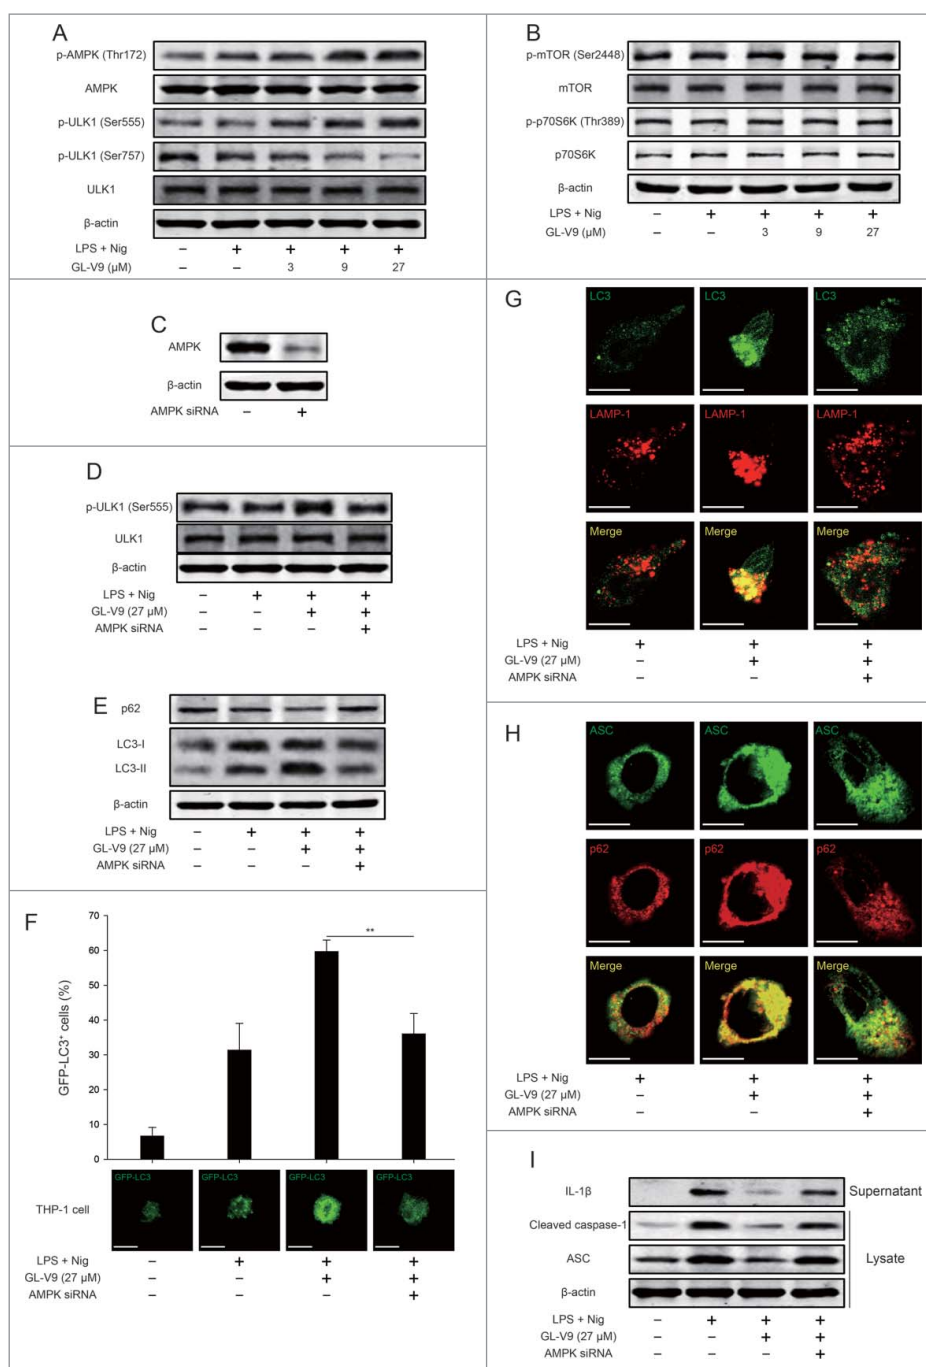 A
p-AMPK (Thr172)
AMPK
p-ULK1 (Ser555)
p-ULK1 (Ser757)
ULK1
β-actin
LPS + Nig – + + + +
GL-V9 (μM) – – 3 9 27
B
p-mTOR (Ser2448)
mTOR
p-p70S6K (Thr389)
p70S6K
β-actin
LPS + Nig – + + + +
GL-V9 (μM) – – 3 9 27
C
AMPK
β-actin
AMPK siRNA – +
D
p-ULK1 (Ser555)
ULK1
β-actin
LPS + Nig – + + +
GL-V9 (27 μM) – – + +
AMPK siRNA – – – +
E
p62
LC3-I
LC3-II
β-actin
LPS + Nig – + + +
GL-V9 (27 μM) – – + +
AMPK siRNA – – – +
F
GFP-LC3⁺ cells (%)
70
60
50
40
30
20
10
0
**
THP-1 cell
GFP-LC3 GFP-LC3 GFP-LC3 GFP-LC3
LPS + Nig – + + +
GL-V9 (27 μM) – – + +
AMPK siRNA – – – +
G
LC3 LC3 LC3
LAMP-1 LAMP-1 LAMP-1
Merge Merge Merge
LPS + Nig + + +
GL-V9 (27 μM) – + +
AMPK siRNA – – +
H
ASC ASC ASC
p62 p62 p62
Merge Merge Merge
LPS + Nig + + +
GL-V9 (27 μM) – + +
AMPK siRNA – – +
I
IL-1β Supernatant
Cleaved caspase-1
ASC Lysate
β-actin
LPS + Nig – + + +
GL-V9 (27 μM) – – + +
AMPK siRNA – – – +